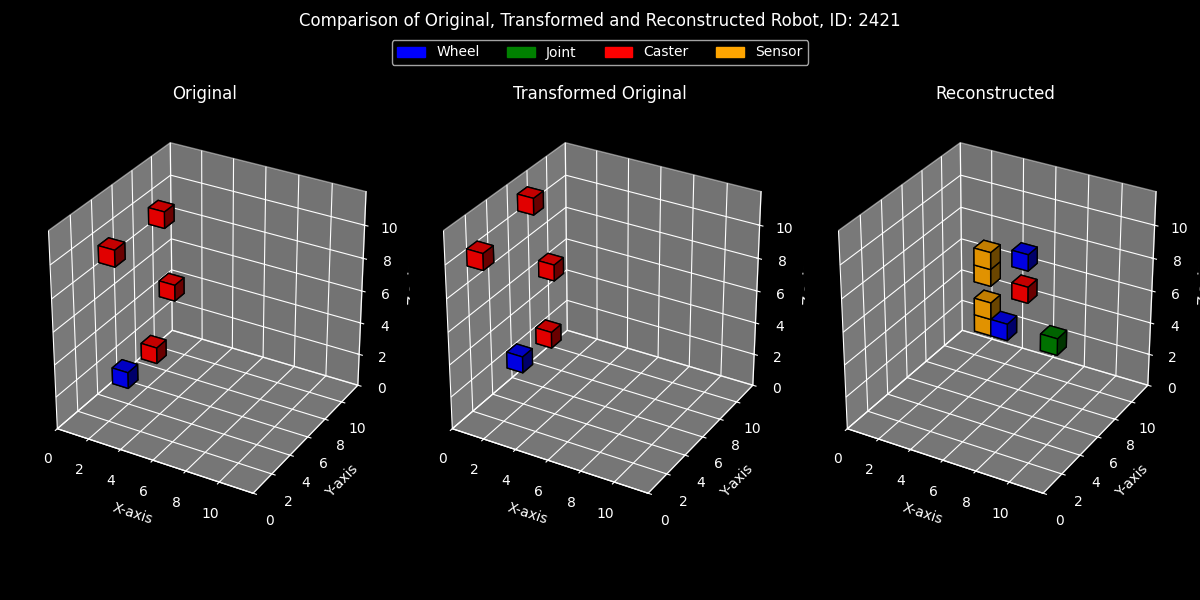 Comparison of Original, Transformed and Reconstructed Robot, ID: 2421
Wheel Joint Caster Sensor
Original Transformed Original Reconstructed
0 2 4 6 8 10
X-axis
0 2 4 6 8 10
Y-axis
0 2 4 6 8 10
0 2 4 6 8 10
X-axis
0 2 4 6 8 10
Y-axis
0 2 4 6 8 10
0 2 4 6 8 10
X-axis
0 2 4 6 8 10
Y-axis
0 2 4 6 8 10